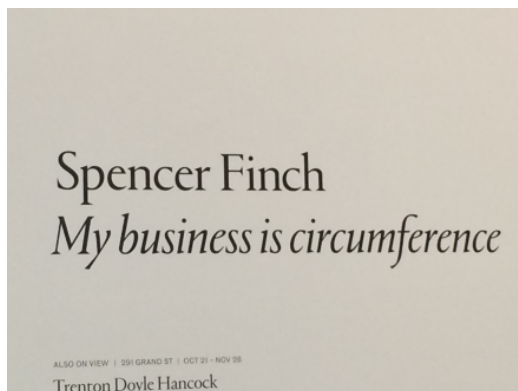 Spencer Finch
My business is circumference
ALSO ON VIEW | 291 GRAND ST | OCT 21 - NOV 26
Trenton Doyle Hancock